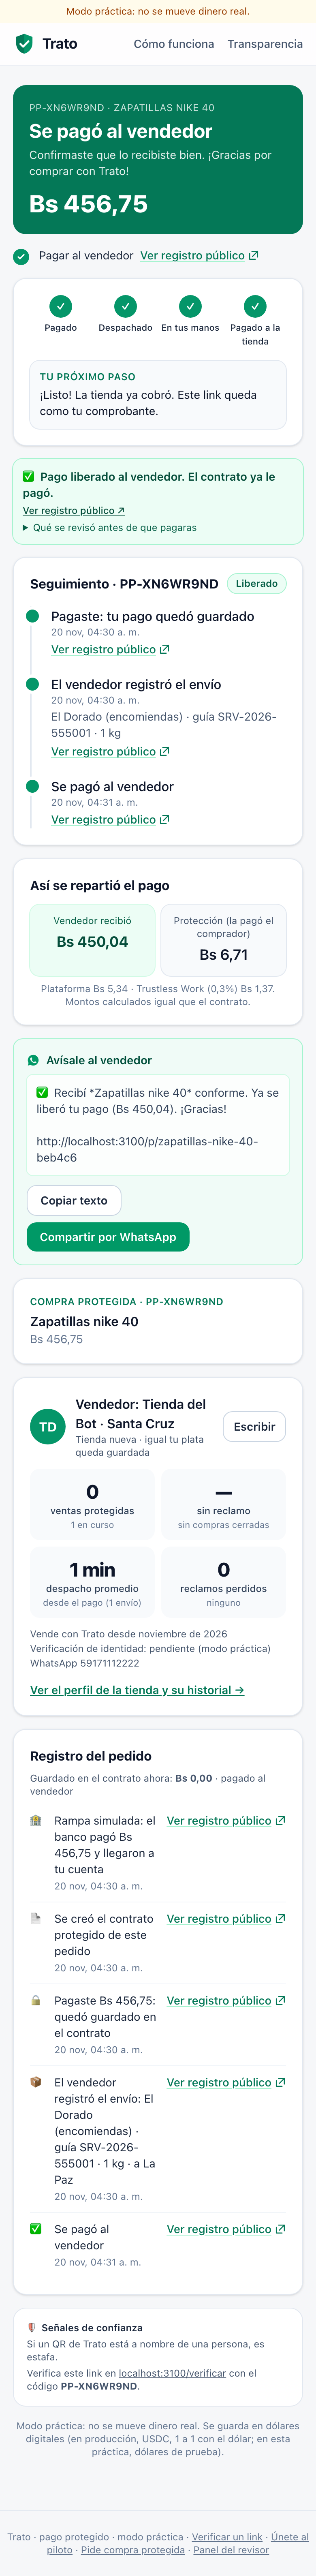 Modo práctica: no se mueve dinero real.
Trato
Cómo funciona
Transparencia
PP-XN6WR9ND · ZAPATILLAS NIKE 40
Se pagó al vendedor
Confirmaste que lo recibiste bien. ¡Gracias por
comprar con Trato!
Bs 456,75
Pagar al vendedor Ver registro público
Pagado
Despachado
En tus manos
Pagado a la
tienda
TU PRÓXIMO PASO
¡Listo! La tienda ya cobró. Este link queda
como tu comprobante.
✅ Pago liberado al vendedor. El contrato ya le
pagó.
Ver registro público ↗
▶ Qué se revisó antes de que pagaras
Seguimiento · PP-XN6WR9ND
Liberado
Pagaste: tu pago quedó guardado
20 nov, 04:30 a. m.
Ver registro público
El vendedor registró el envío
20 nov, 04:30 a. m.
El Dorado (encomiendas) · guía SRV-2026-
555001 · 1 kg
Ver registro público
Se pagó al vendedor
20 nov, 04:31 a. m.
Ver registro público
Así se repartió el pago
Vendedor recibió
Bs 450,04
Protección (la pagó el
comprador)
Bs 6,71
Plataforma Bs 5,34 · Trustless Work (0,3%) Bs 1,37.
Montos calculados igual que el contrato.
Avísale al vendedor
✅ Recibí *Zapatillas nike 40* conforme. Ya se
liberó tu pago (Bs 450,04). ¡Gracias!
http://localhost:3100/p/zapatillas-nike-40-
beb4c6
Copiar texto
Compartir por WhatsApp
COMPRA PROTEGIDA · PP-XN6WR9ND
Zapatillas nike 40
Bs 456,75
TD
Vendedor: Tienda del
Bot · Santa Cruz
Tienda nueva · igual tu plata
queda guardada
Escribir
0
ventas protegidas
1 en curso
—
sin reclamo
sin compras cerradas
1 min
despacho promedio
desde el pago (1 envío)
0
reclamos perdidos
ninguno
Vende con Trato desde noviembre de 2026
Verificación de identidad: pendiente (modo práctica)
WhatsApp 59171112222
Ver el perfil de la tienda y su historial →
Registro del pedido
Guardado en el contrato ahora: Bs 0,00 · pagado al
vendedor
Rampa simulada: el
banco pagó Bs
456,75 y llegaron a
tu cuenta
20 nov, 04:30 a. m.
Ver registro público
Se creó el contrato
protegido de este
pedido
20 nov, 04:30 a. m.
Ver registro público
Pagaste Bs 456,75:
quedó guardado en
el contrato
20 nov, 04:30 a. m.
Ver registro público
El vendedor
registró el envío: El
Dorado
(encomiendas) ·
guía SRV-2026-
555001 · 1 kg · a La
Paz
20 nov, 04:30 a. m.
Ver registro público
Se pagó al
vendedor
20 nov, 04:31 a. m.
Ver registro público
Señales de confianza
Si un QR de Trato está a nombre de una persona, es
estafa.
Verifica este link en localhost:3100/verificar con el
código PP-XN6WR9ND.
Modo práctica: no se mueve dinero real. Se guarda en dólares
digitales (en producción, USDC, 1 a 1 con el dólar; en esta
práctica, dólares de prueba).
Trato · pago protegido · modo práctica · Verificar un link · Únete al
piloto · Pide compra protegida · Panel del revisor